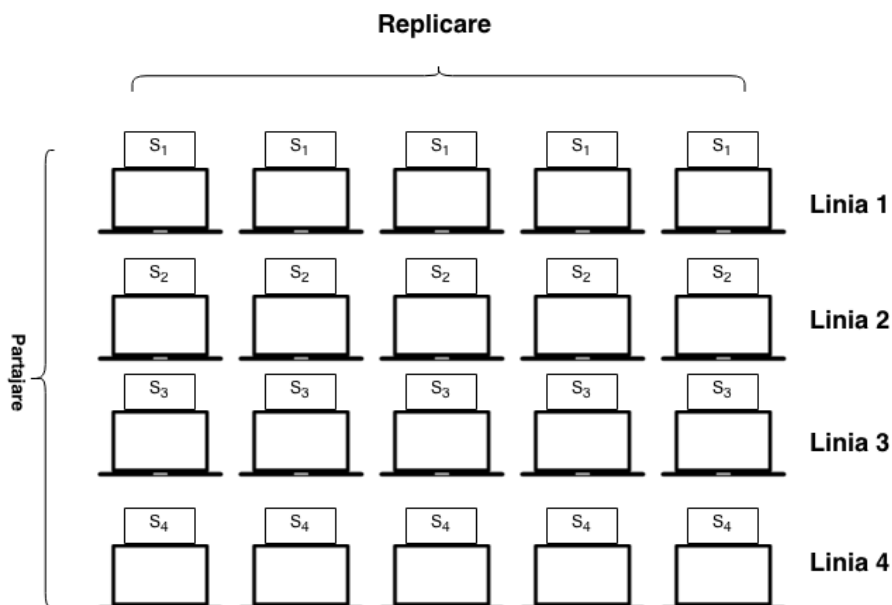 Replicare
S1 S1 S1 S1 S1
Linia 1
S2 S2 S2 S2 S2
Linia 2
Partajare
S3 S3 S3 S3 S3
Linia 3
S4 S4 S4 S4 S4
Linia 4